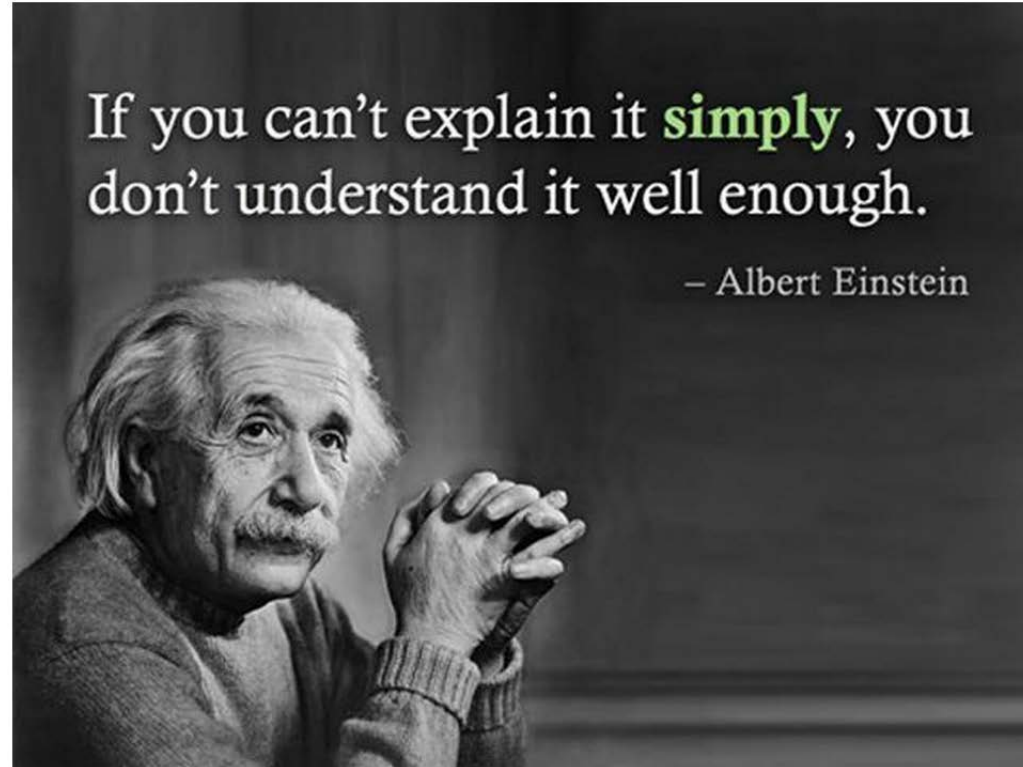 If you can’t explain it simply, you
don’t understand it well enough.
– Albert Einstein